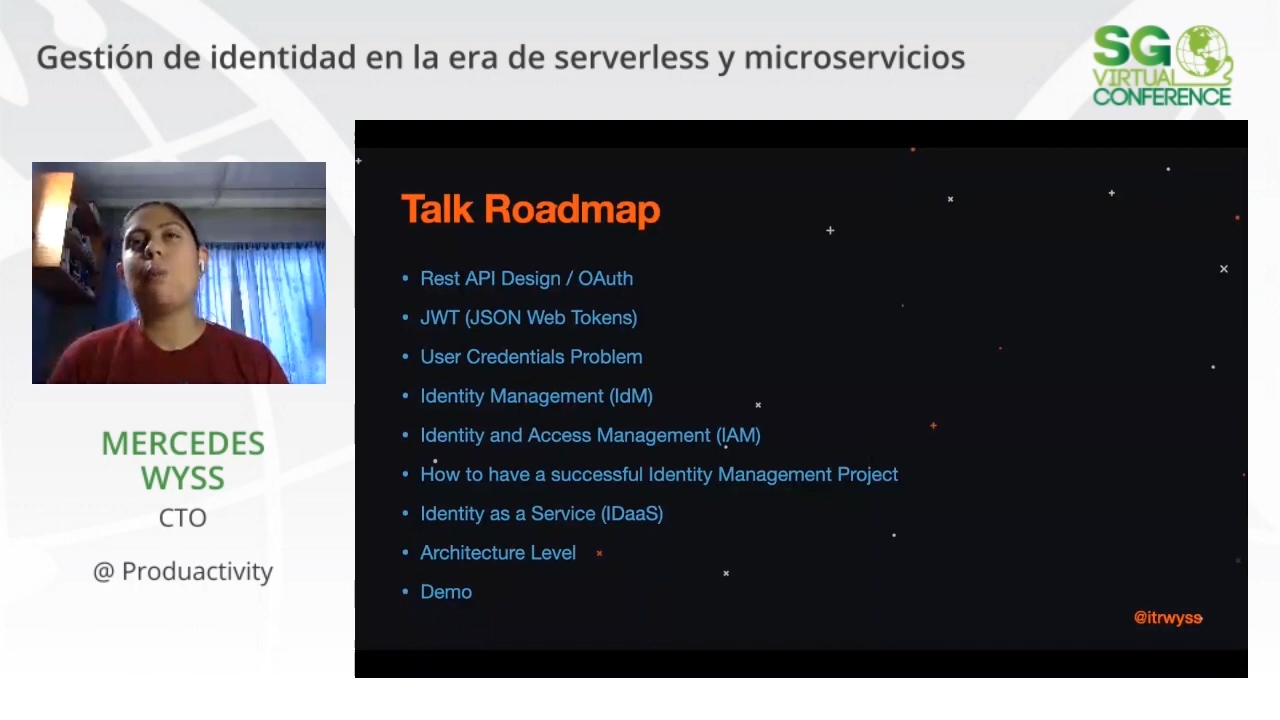 Gestión de identidad en la era de serverless y microservicios
SG
VIRTUAL
CONFERENCE
MERCEDES
WYSS
CTO
@ Produactivity
Talk Roadmap
• Rest API Design / OAuth
• JWT (JSON Web Tokens)
• User Credentials Problem
• Identity Management (IdM)
• Identity and Access Management (IAM)
• How to have a successful Identity Management Project
• Identity as a Service (IDaaS)
• Architecture Level
• Demo
@itrwyss